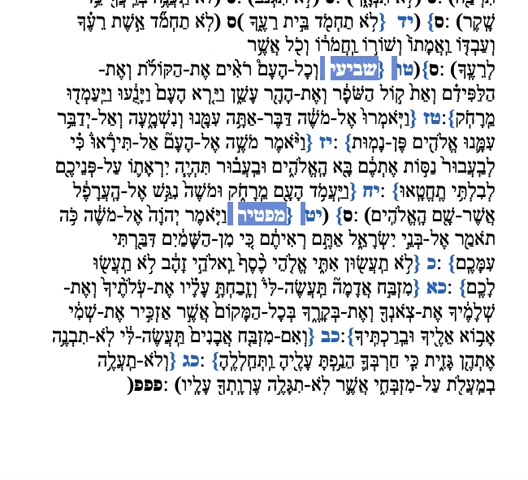 שָׁקֶר) :ס} {יד (לֹא תַחְמֹד בֵּית רֵעֶךָ )ס (לֹא תַחְמֹד אֵשֶׁת רֵעֶךָ
וְעַבְדּוֹ וַאֲמָתוֹ וְשׁוֹרוֹ וַחֲמֹרוֹ וְכֹל אֲשֶׁר
לְרֵעֶךָ) :ס}(טו {שביעי וְכׇל-הָעָם רֹאִים אֶת-הַקּוֹלֹת וְאֶת-
הַלַּפִּידִם וְאֵת קוֹל הַשֹּׁפָר וְאֶת-הָהָר עָשֵׁן וַיַּרְא הָעָם וַיָּנֻעוּ וַיַּעַמְדוּ
מֵרָחֹק}:טז {וַיֹּאמְרוּ אֶל-מֹשֶׁה דַּבֶּר-אַתָּה עִמָּנוּ וְנִשְׁמָעָה וְאַל-יְדַבֵּר
עִמָּנוּ אֱלֹהִים פֶּן-נָמוּת} :יז {וַיֹּאמֶר מֹשֶׁה אֶל-הָעָם אַל-תִּירָאוּ כִּי
לְבַעֲבוּר נַסּוֹת אֶתְכֶם בָּא הָאֱלֹהִים וּבַעֲבוּר תִּהְיֶה יִרְאָתוֹ עַל-פְּנֵיכֶם
לְבִלְתִּי תֶחֱטָאוּ} :יח {וַיַּעֲמֹד הָעָם מֵרָחֹק וּמֹשֶׁה נִגַּשׁ אֶל-הָעֲרָפֶל
אֲשֶׁר-שָׁם הָאֱלֹהִים) :ס} (יט {מפטיר וַיֹּאמֶר יְהוָה אֶל-מֹשֶׁה כֹּה
תֹאמַר אֶל-בְּנֵי יִשְׂרָאֵל אַתֶּם רְאִיתֶם כִּי מִן-הַשָּׁמַיִם דִּבַּרְתִּי
עִמָּכֶם} :כ {לֹא תַעֲשׂוּן אִתִּי אֱלֹהֵי כֶסֶף וֵאלֹהֵי זָהָב לֹא תַעֲשׂוּ
לָכֶם} :כא {מִזְבַּח אֲדָמָה תַּעֲשֶׂה-לִּי וְזָבַחְתָּ עָלָיו אֶת-עֹלֹתֶיךָ וְאֶת-
שְׁלָמֶיךָ אֶת-צֹאנְךָ וְאֶת-בְּקָרֶךָ בְּכׇל-הַמָּקוֹם אֲשֶׁר אַזְכִּיר אֶת-שְׁמִי
אָבוֹא אֵלֶיךָ וּבֵרַכְתִּיךָ}:כב {וְאִם-מִזְבַּח אֲבָנִים תַּעֲשֶׂה-לִּי לֹא-תִבְנֶה
אֶתְהֶן גָּזִית כִּי חַרְבְּךָ הֵנַפְתָּ עָלֶיהָ וַתְּחַלְלֶהָ} :כג {וְלֹא-תַעֲלֶה
בְמַעֲלֹת עַל-מִזְבְּחִי אֲשֶׁר לֹא-תִגָּלֶה עֶרְוָתְךָ עָלָיו) :פפפ(